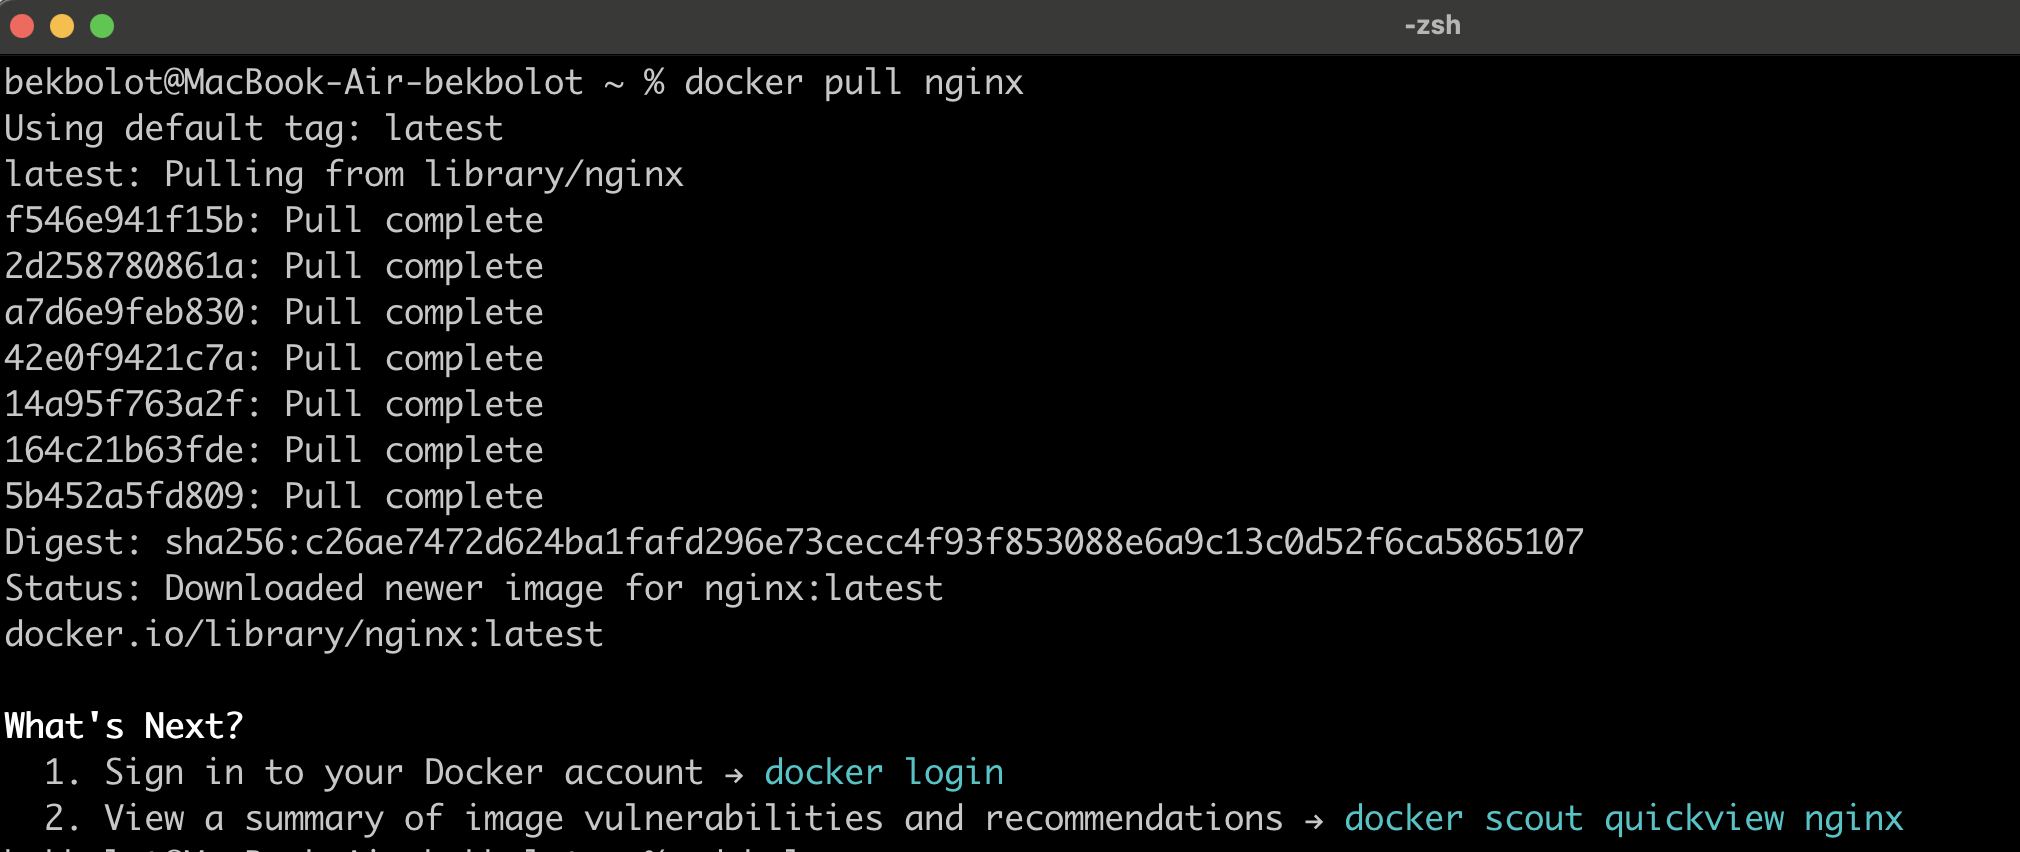 -zsh
bekbolot@MacBook-Air-bekbolot ~ % docker pull nginx
Using default tag: latest
latest: Pulling from library/nginx
f546e941f15b: Pull complete
2d258780861a: Pull complete
a7d6e9feb830: Pull complete
42e0f9421c7a: Pull complete
14a95f763a2f: Pull complete
164c21b63fde: Pull complete
5b452a5fd809: Pull complete
Digest: sha256:c26ae7472d624ba1fafd296e73cecc4f93f853088e6a9c13c0d52f6ca5865107
Status: Downloaded newer image for nginx:latest
docker.io/library/nginx:latest
What's Next?
1. Sign in to your Docker account → docker login
2. View a summary of image vulnerabilities and recommendations → docker scout quickview nginx